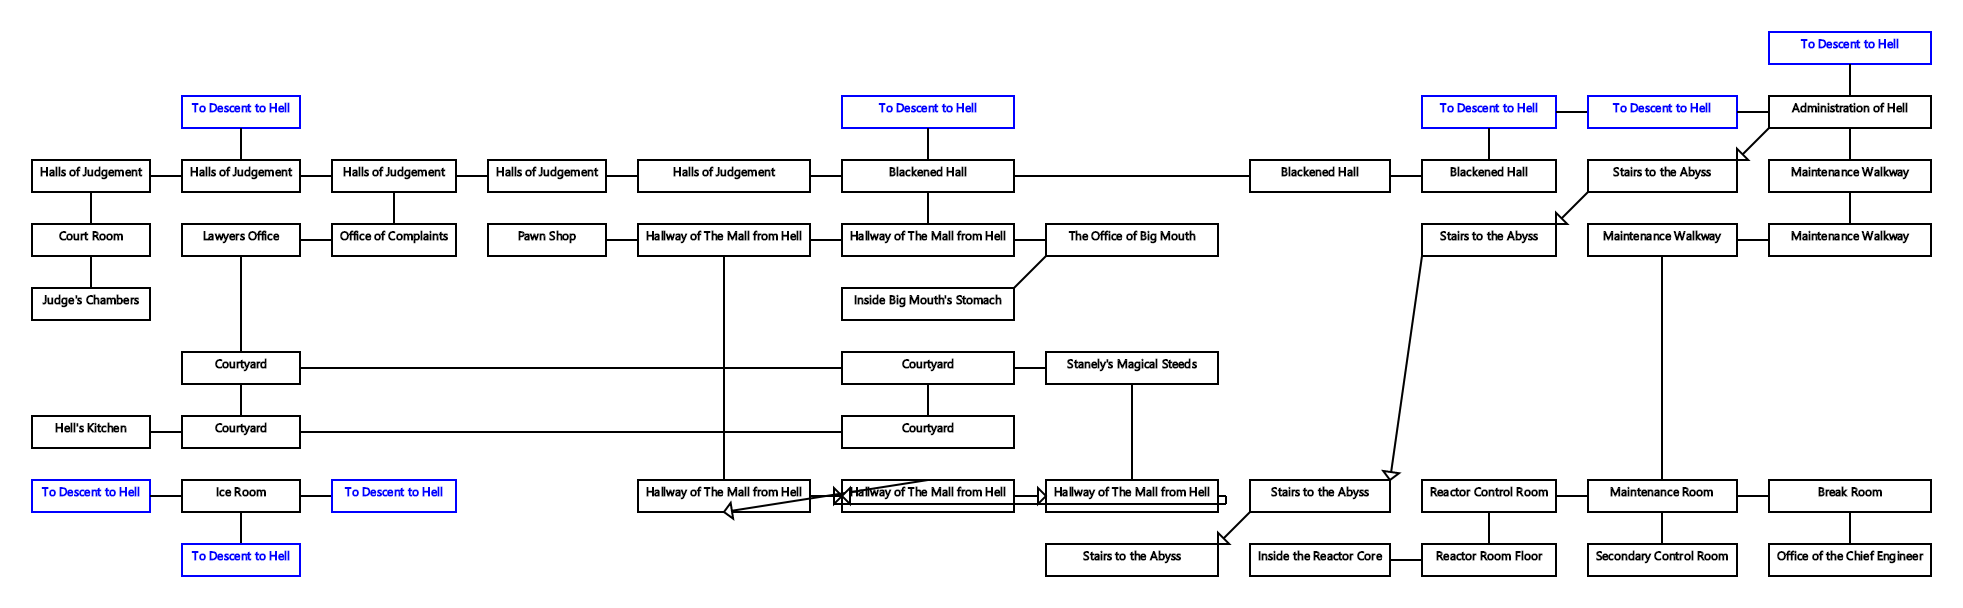 To Descent to Hell
To Descent to Hell
To Descent to Hell
To Descent to Hell
To Descent to Hell
Administration of Hell
Halls of Judgement
Halls of Judgement
Halls of Judgement
Halls of Judgement
Halls of Judgement
Blackened Hall
Blackened Hall
Blackened Hall
Stairs to the Abyss
Maintenance Walkway
Court Room
Lawyers Office
Office of Complaints
Pawn Shop
Hallway of The Mall from Hell
Hallway of The Mall from Hell
The Office of Big Mouth
Stairs to the Abyss
Maintenance Walkway
Maintenance Walkway
Judge's Chambers
Inside Big Mouth's Stomach
Courtyard
Courtyard
Stanely's Magical Steeds
Hell's Kitchen
Courtyard
Courtyard
To Descent to Hell
Ice Room
To Descent to Hell
Hallway of The Mall from Hell
Hallway of The Mall from Hell
Hallway of The Mall from Hell
Stairs to the Abyss
Reactor Control Room
Maintenance Room
Break Room
To Descent to Hell
Stairs to the Abyss
Inside the Reactor Core
Reactor Room Floor
Secondary Control Room
Office of the Chief Engineer